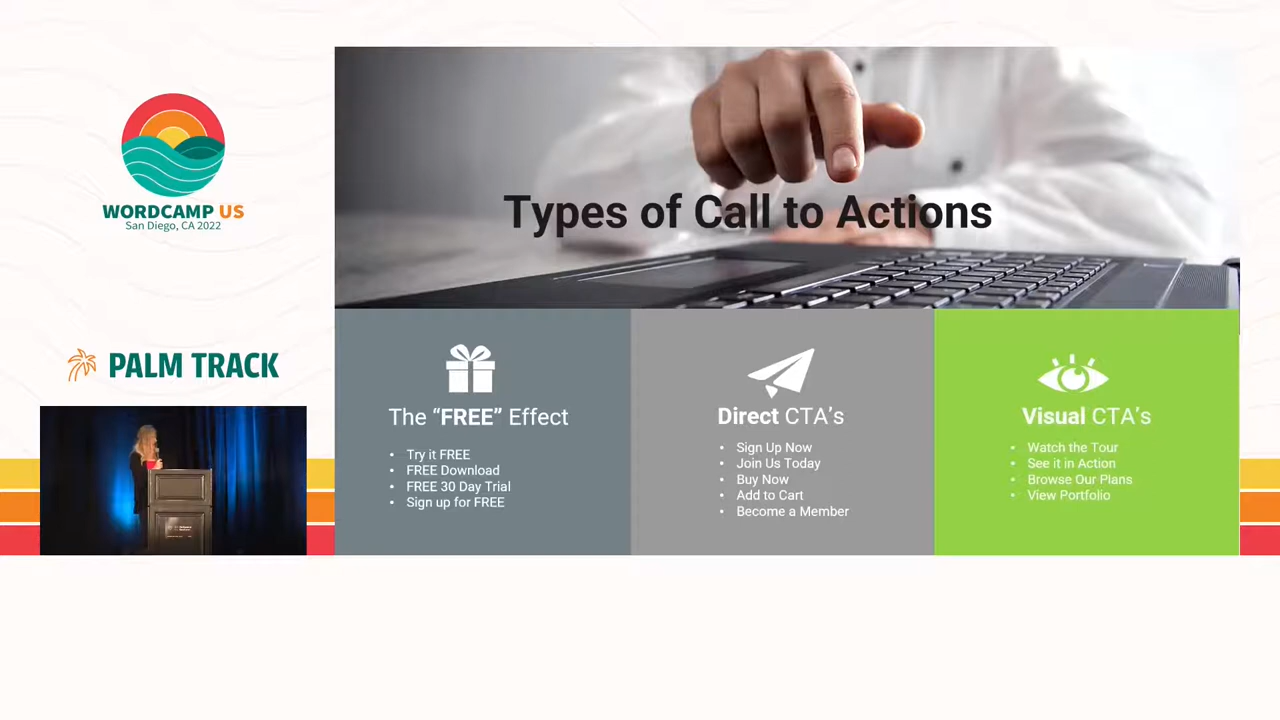 WORDCAMP US
San Diego, CA 2022
PALM TRACK
Types of Call to Actions
The “FREE” Effect
• Try it FREE
• FREE Download
• FREE 30 Day Trial
• Sign up for FREE
Direct CTA’s
• Sign Up Now
• Join Us Today
• Buy Now
• Add to Cart
• Become a Member
Visual CTA’s
• Watch the Tour
• See it in Action
• Browse Our Plans
• View Portfolio